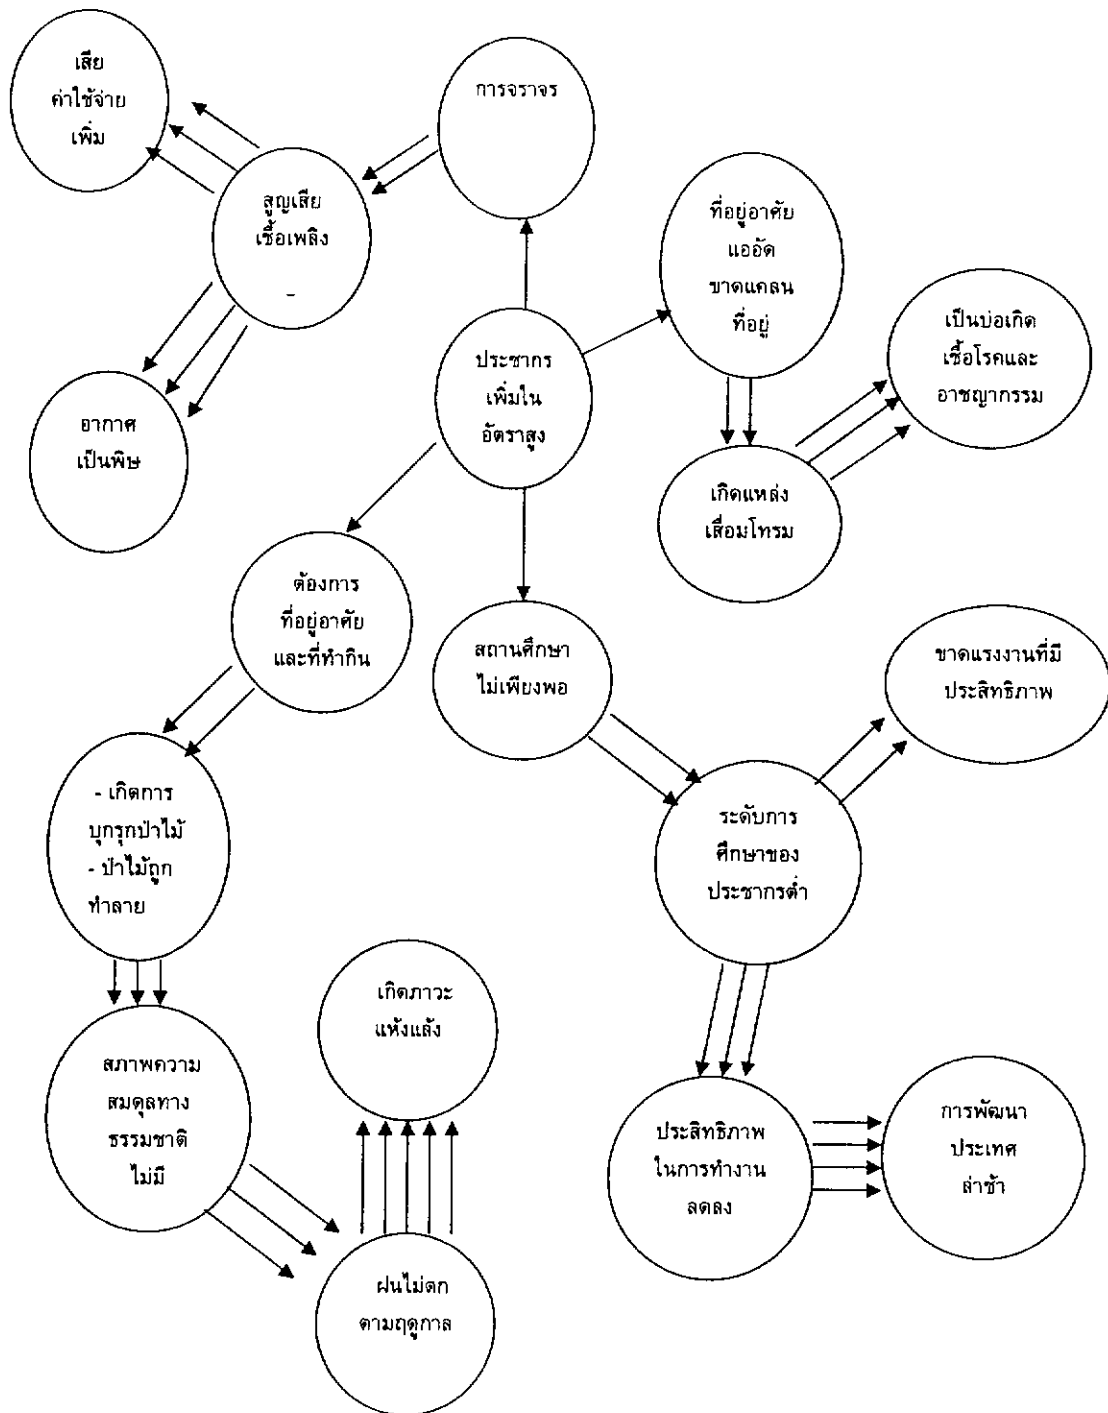 เสีย
ค่าใช้จ่าย
เพิ่ม
การจราจร
สูญเสีย
เชื้อเพลิง
-
ที่อยู่อาศัย
แออัด
ขาดแคลน
ที่อยู่
เป็นบ่อเกิด
เชื้อโรคและ
อาชญากรรม
ประชากร
เพิ่มใน
อัตราสูง
อากาศ
เป็นพิษ
เกิดแหล่ง
เสื่อมโทรม
ต้องการ
ที่อยู่อาศัย
และที่ทำกิน
สถานศึกษา
ไม่เพียงพอ
ขาดแรงงานที่มี
ประสิทธิภาพ
- เกิดการ
บุกรุกป่าไม้
- ป่าไม้ถูก
ทำลาย
ระดับการ
ศึกษาของ
ประชากรต่ำ
เกิดภาวะ
แห้งแล้ง
สภาพความ
สมดุลทาง
ธรรมชาติ
ไม่มี
ประสิทธิภาพ
ในการทำงาน
ลดลง
การพัฒนา
ประเทศ
ล่าช้า
ฝนไม่ตก
ตามฤดูกาล